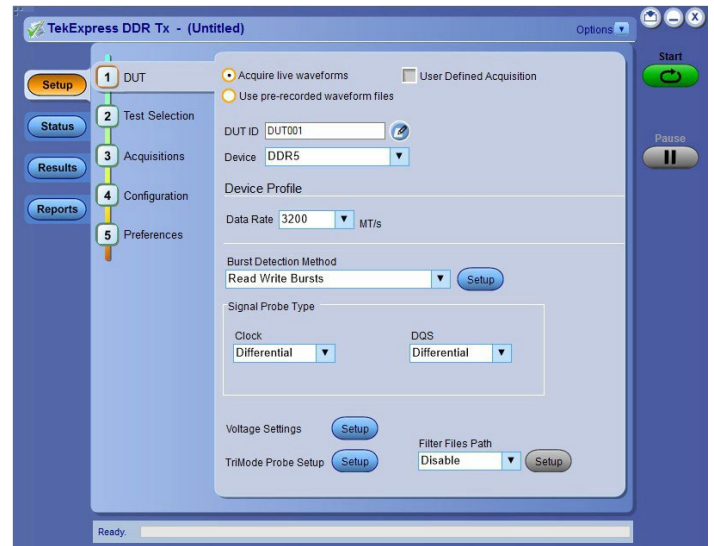 TekExpress DDR Tx - (Untitled)
Options
Start
Pause
Setup
Status
Results
Reports
1 DUT
2 Test Selection
3 Acquisitions
4 Configuration
5 Preferences
Acquire live waveforms
User Defined Acquisition
Use pre-recorded waveform files
DUT ID DUT001
Device DDR5
Device Profile
Data Rate 3200 MT/s
Burst Detection Method
Read Write Bursts Setup
Signal Probe Type
Clock DQS
Differential Differential
Voltage Settings Setup
Filter Files Path
TriMode Probe Setup Setup Disable Setup
Ready.